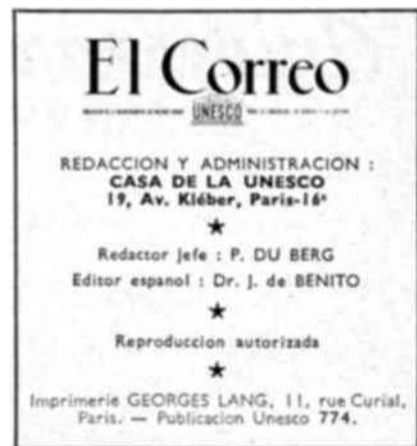 El Correo
UNESCO
REDACCION Y ADMINISTRACION :
CASA DE LA UNESCO
19, Av. Kléber, Paris-16e
★
Redactor Jefe : P. DU BERG
Editor espanol : Dr. J. de BENITO
★
Reproduccion autorizada
★
Imprimerie GEORGES LANG, 11, rue Curial,
Paris. — Publicacion Unesco 774.